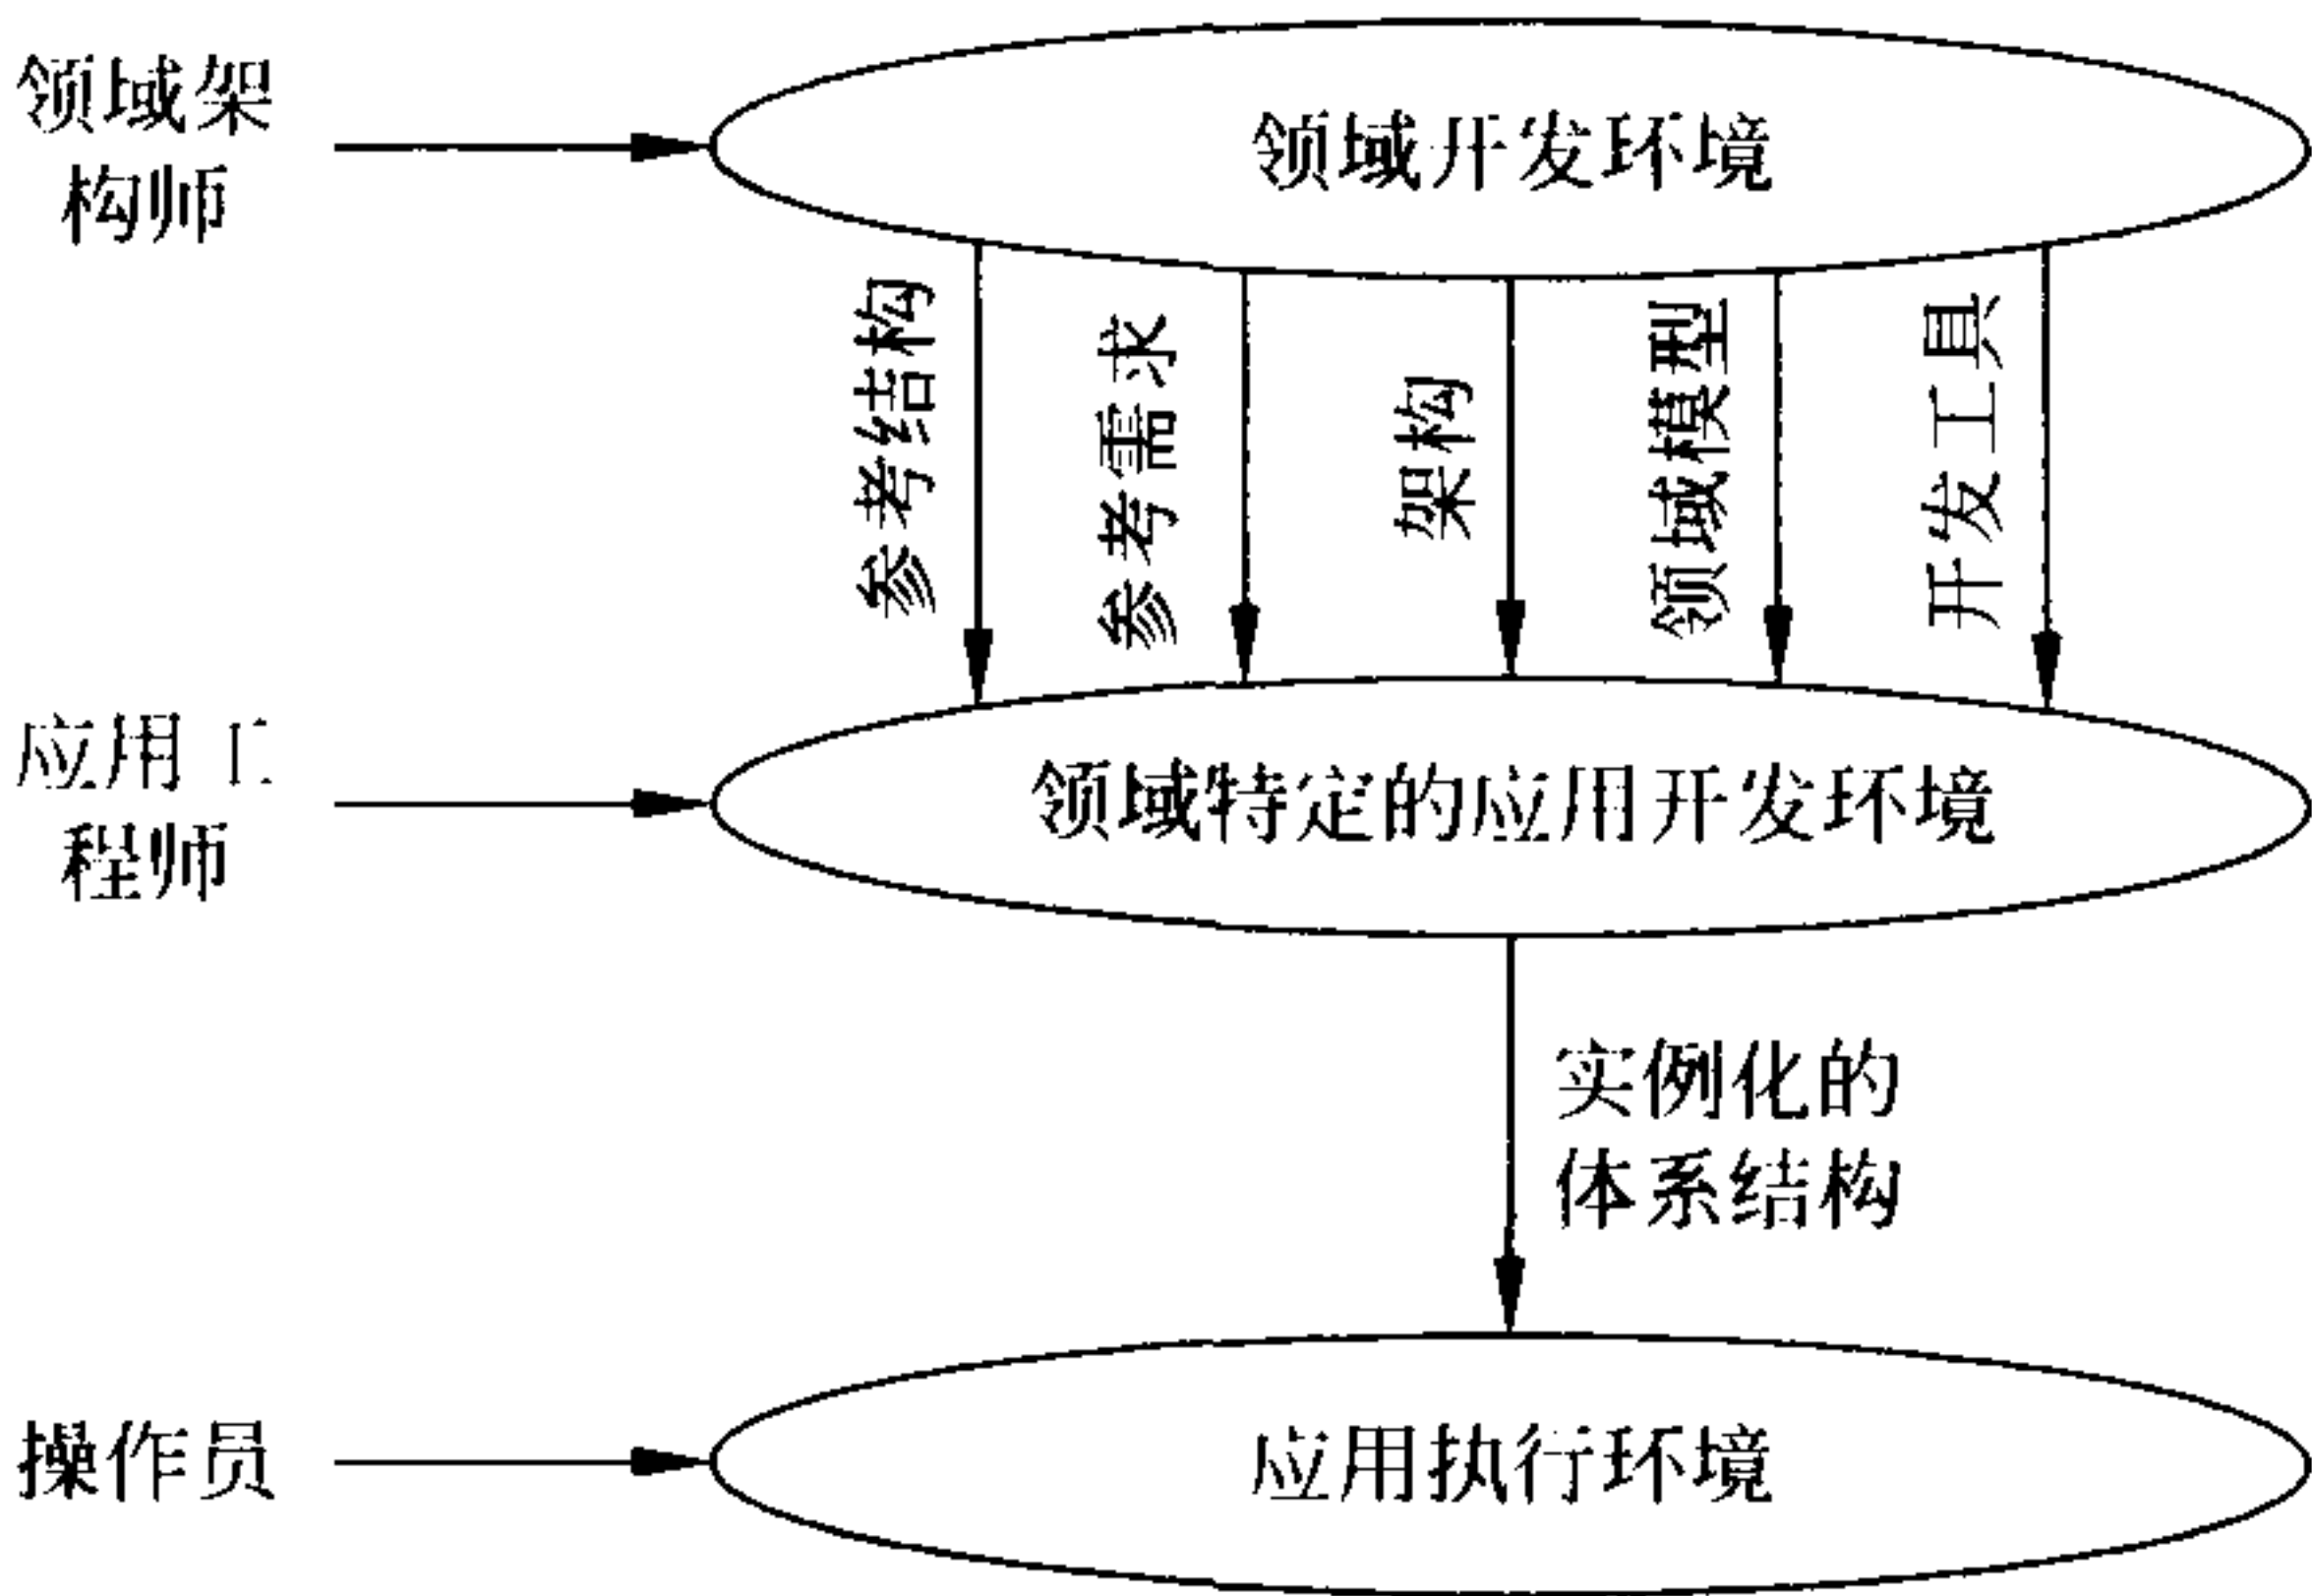 领域架
构师
领域开发环境
参考结构
参考需求
架构
领域模型
开发工具
应用工
程师
领域特定的应用开发环境
实例化的
体系结构
操作员
应用执行环境